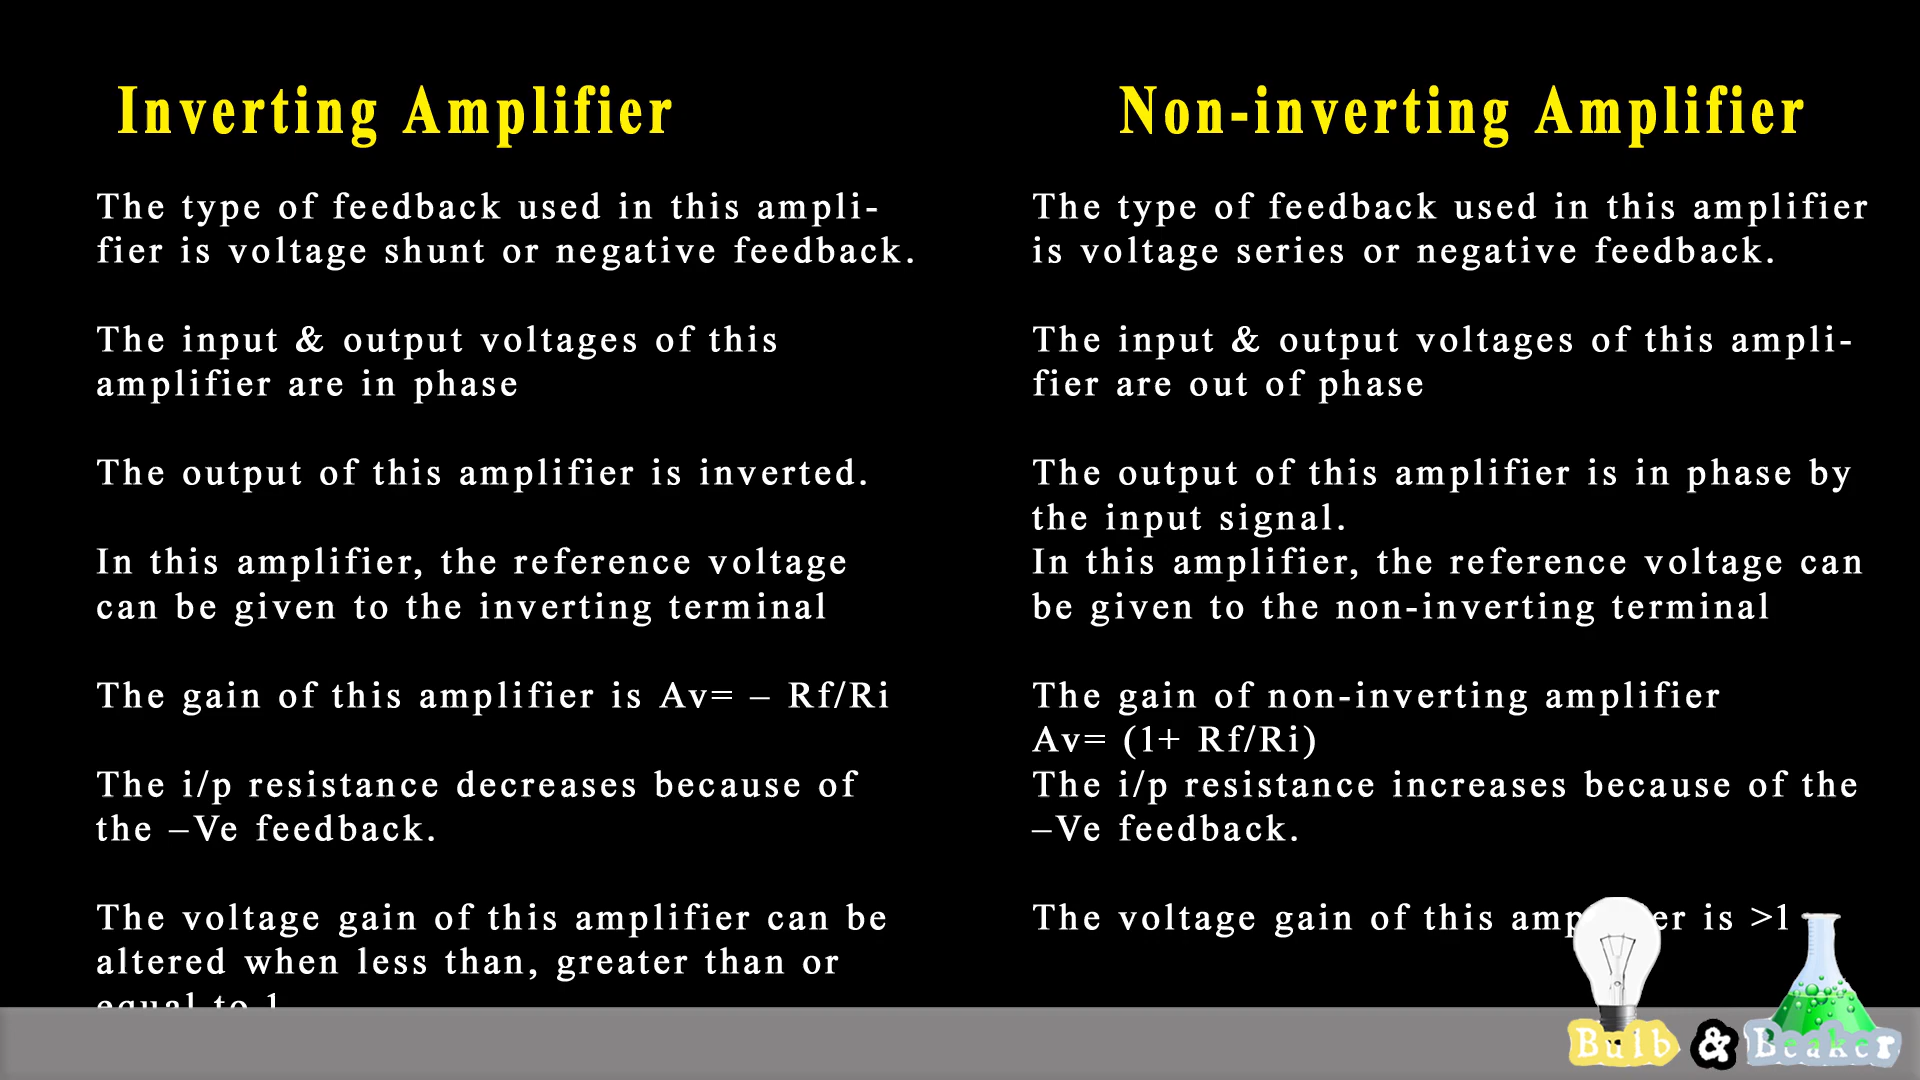 Inverting Amplifier
The type of feedback used in this ampli-
fier is voltage shunt or negative feedback.
The input & output voltages of this
amplifier are in phase
The output of this amplifier is inverted.
In this amplifier, the reference voltage
can be given to the inverting terminal
The gain of this amplifier is Av= – Rf/Ri
The i/p resistance decreases because of
the –Ve feedback.
The voltage gain of this amplifier can be
altered when less than, greater than or
equal to 1
Non-inverting Amplifier
The type of feedback used in this amplifier
is voltage series or negative feedback.
The input & output voltages of this ampli-
fier are out of phase
The output of this amplifier is in phase by
the input signal.
In this amplifier, the reference voltage can
be given to the non-inverting terminal
The gain of non-inverting amplifier
Av= (1+ Rf/Ri)
The i/p resistance increases because of the
–Ve feedback.
The voltage gain of this amplifier is >1
Bulb & Beaker